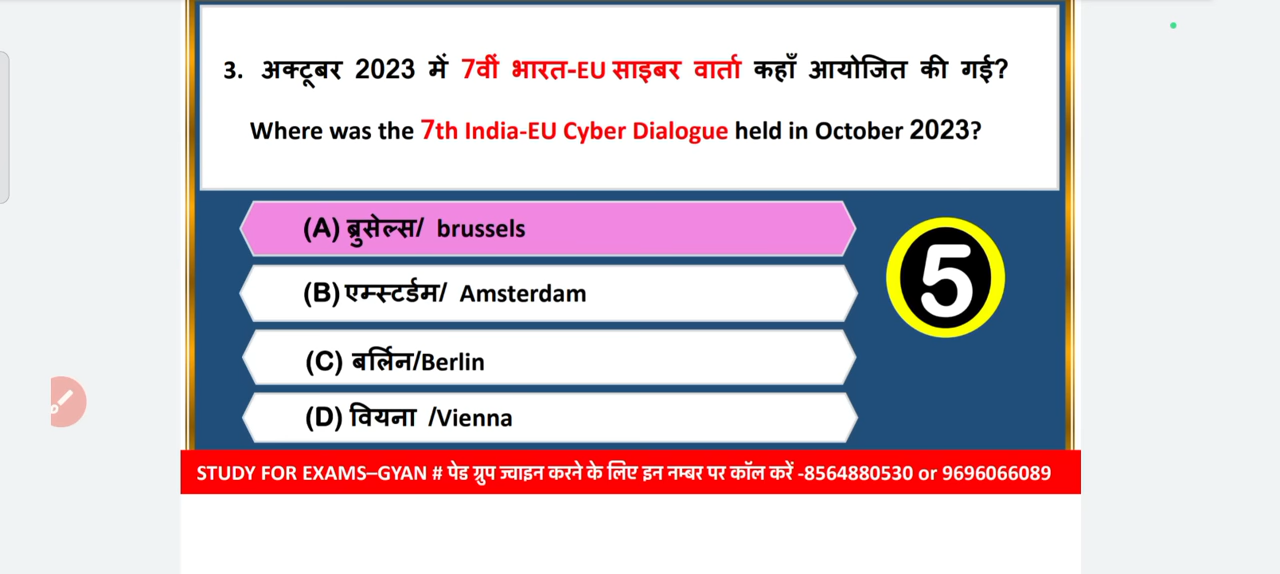 3. अक्टूबर 2023 में 7वीं भारत-EU साइबर वार्ता कहाँ आयोजित की गई?
Where was the 7th India-EU Cyber Dialogue held in October 2023?
(A) ब्रुसेल्स/ brussels
5
(B) एम्स्टर्डम/ Amsterdam
(C) बर्लिन/Berlin
(D) वियना /Vienna
STUDY FOR EXAMS–GYAN # पेड ग्रुप ज्वाइन करने के लिए इन नम्बर पर कॉल करें -8564880530 or 9696066089